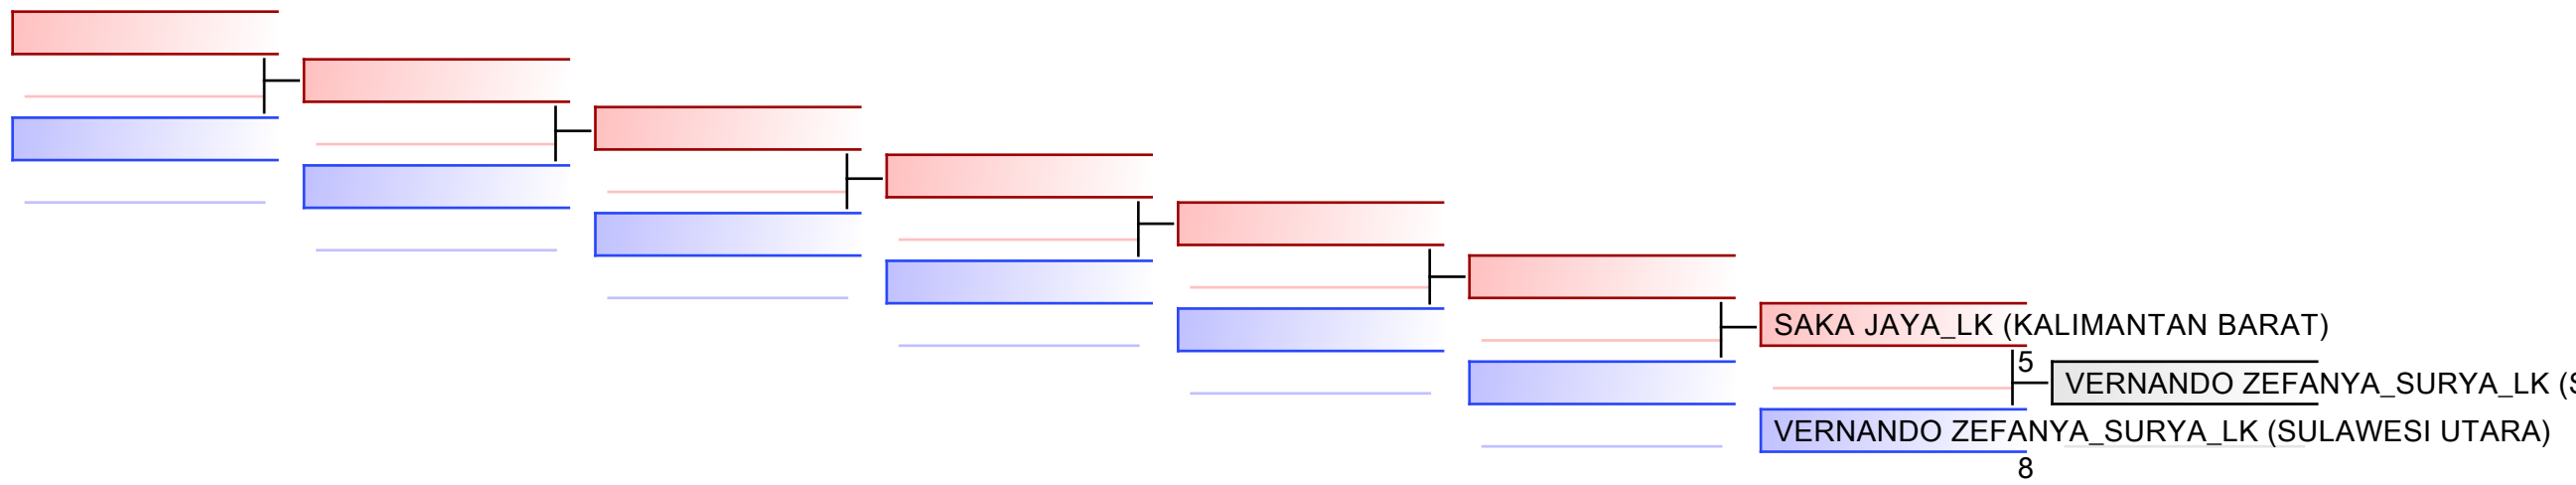 SAKA JAYA_LK (KALIMANTAN BARAT)
5
VERNANDO ZEFANYA_SURYA_LK (S
VERNANDO ZEFANYA_SURYA_LK (SULAWESI UTARA)
8